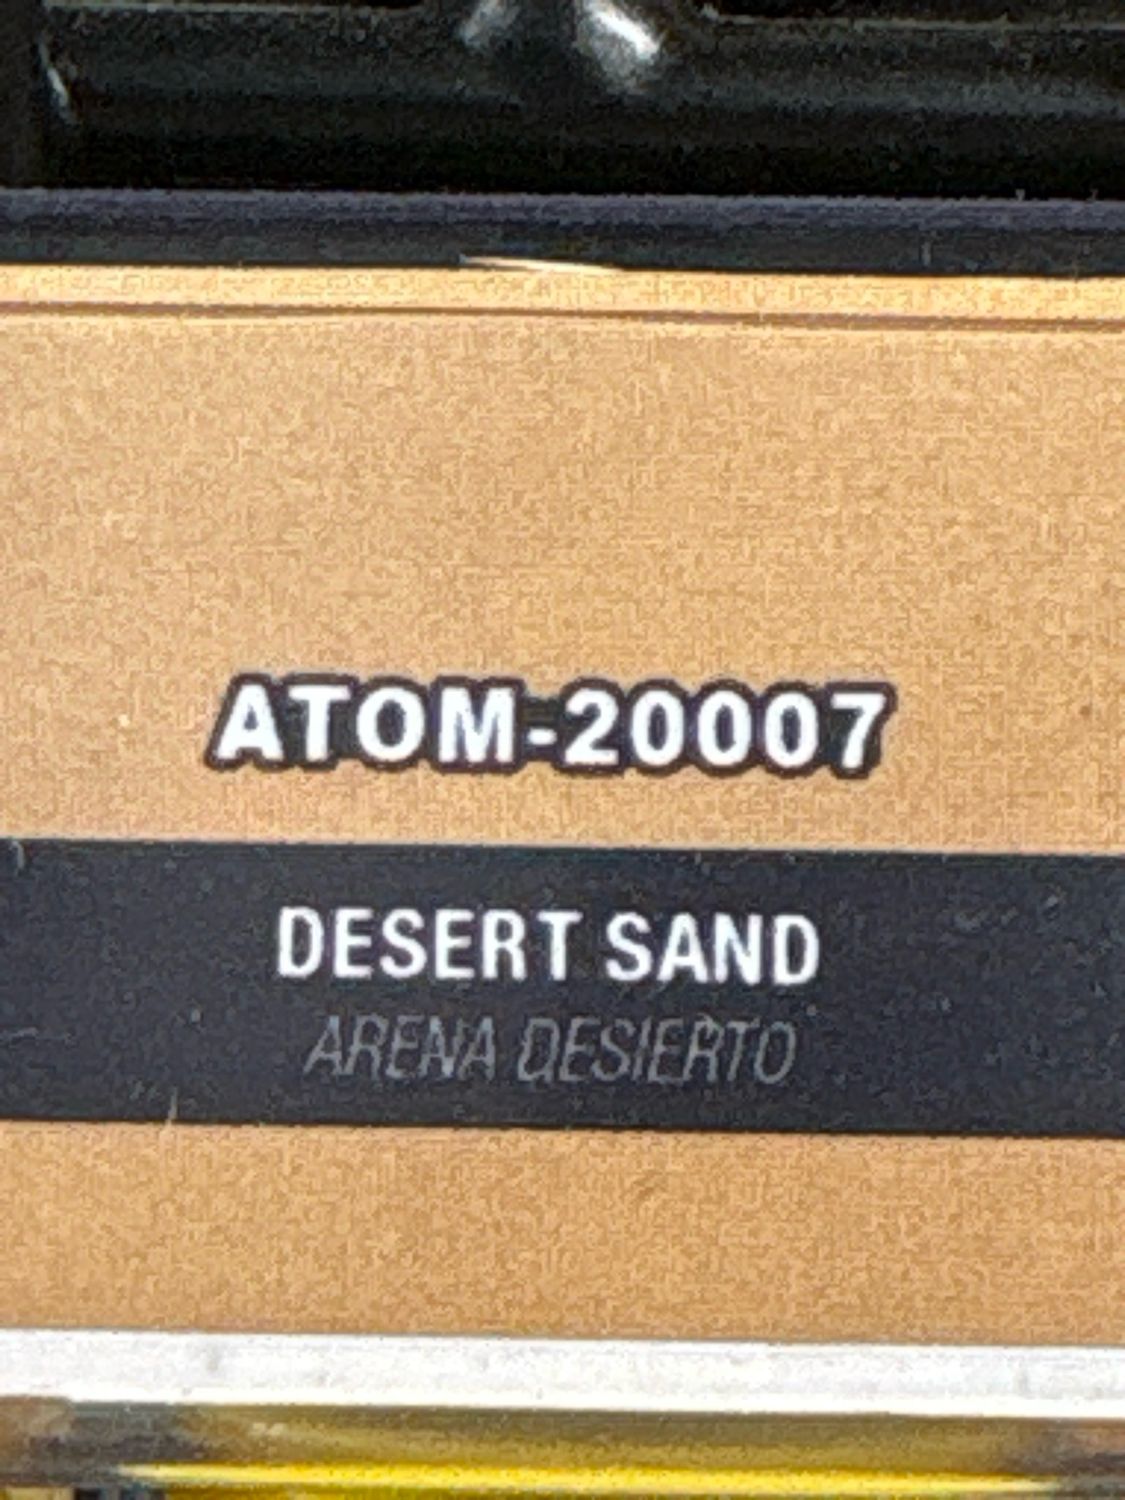 ATOM-20007
DESERT SAND
ARENA DESIERTO